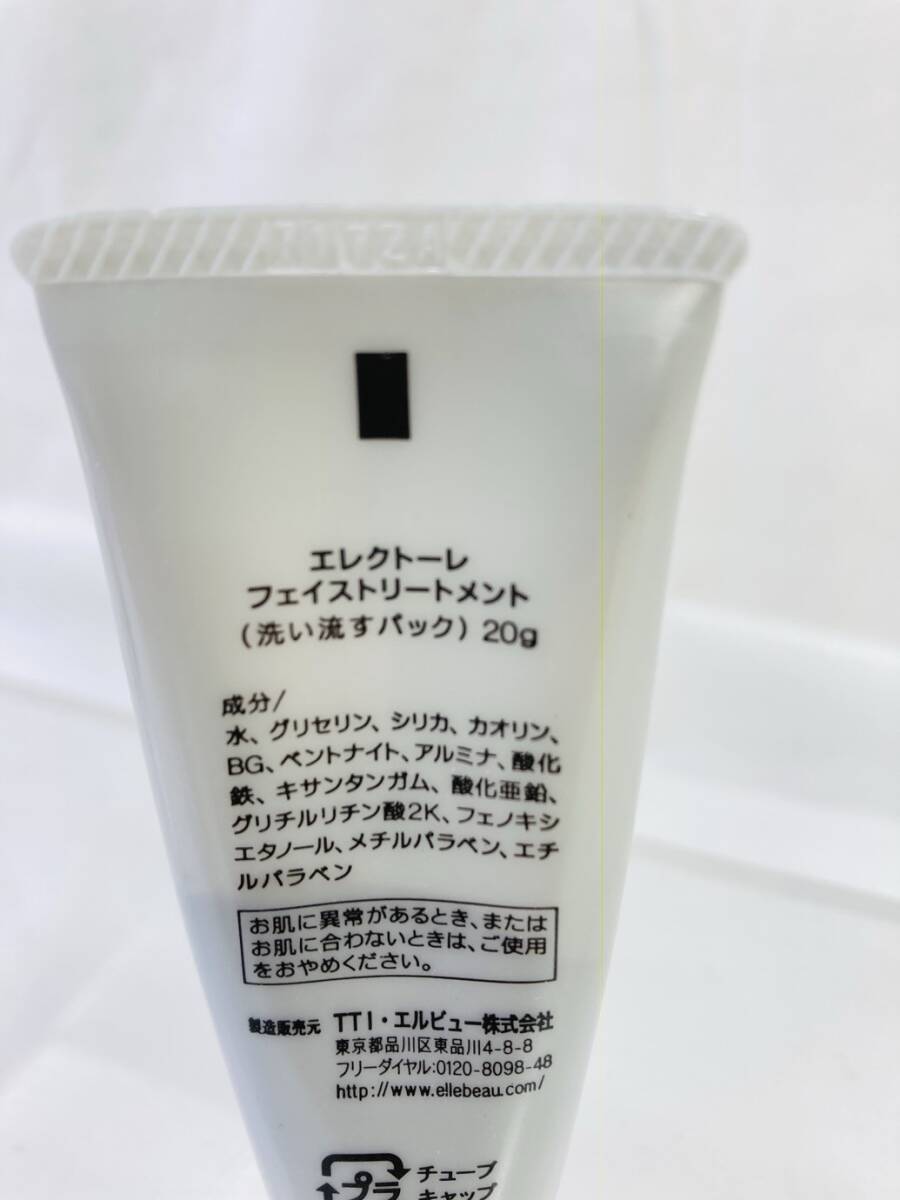 エレクトーレ
フェイストリートメント
(洗い流すパック) 20g
成分/
水、グリセリン、シリカ、カオリン、
BG、ベントナイト、アルミナ、酸化
鉄、キサンタンガム、酸化亜鉛、
グリチルリチン酸2K、フェノキシ
エタノール、メチルパラベン、エチ
ルパラベン
お肌に異常があるとき、または
お肌に合わないときは、ご使用
をおやめください。
製造販売元 TTI・エルビュー株式会社
東京都品川区東品川4-8-8
フリーダイヤル:0120-8098-48
http://www.ellebeau.com/
プラ チューブ
キャップ